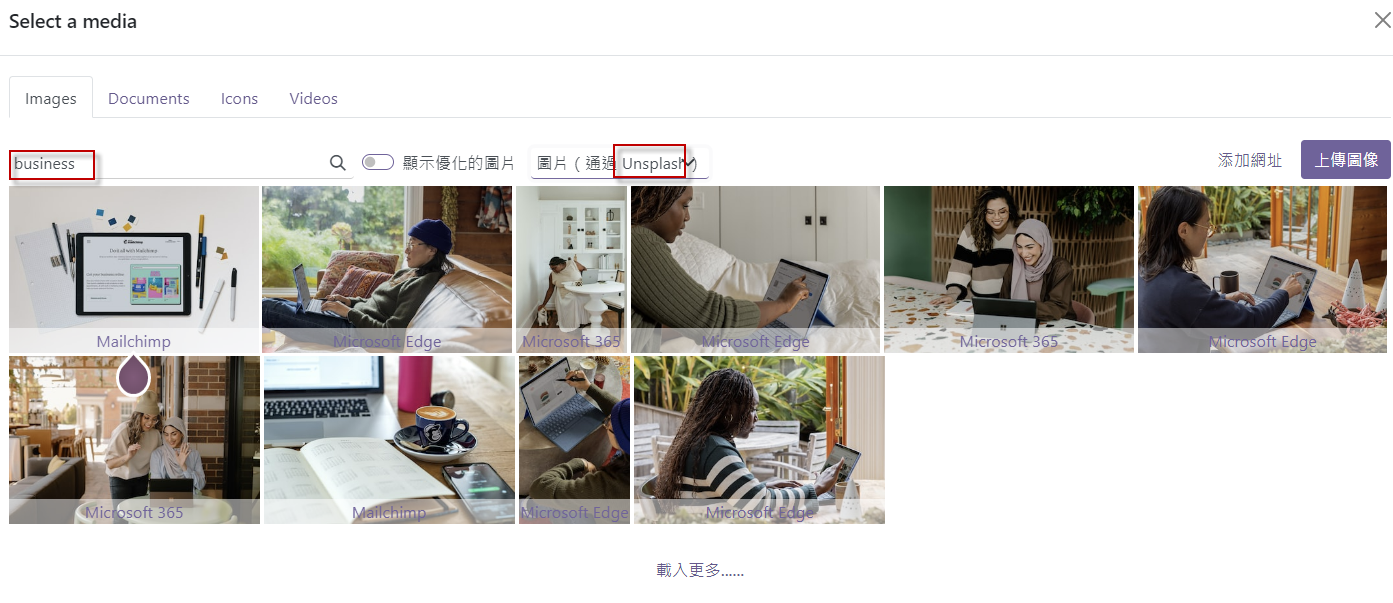 Select a media
Images Documents Icons Videos
business 顯示優化的圖片 圖片（通過 Unsplash） 添加網址 上傳圖像
Mailchimp Microsoft Edge Microsoft 365 Microsoft Edge Microsoft 365 Microsoft Edge
Microsoft 365 Mailchimp Microsoft Edge Microsoft Edge
載入更多......